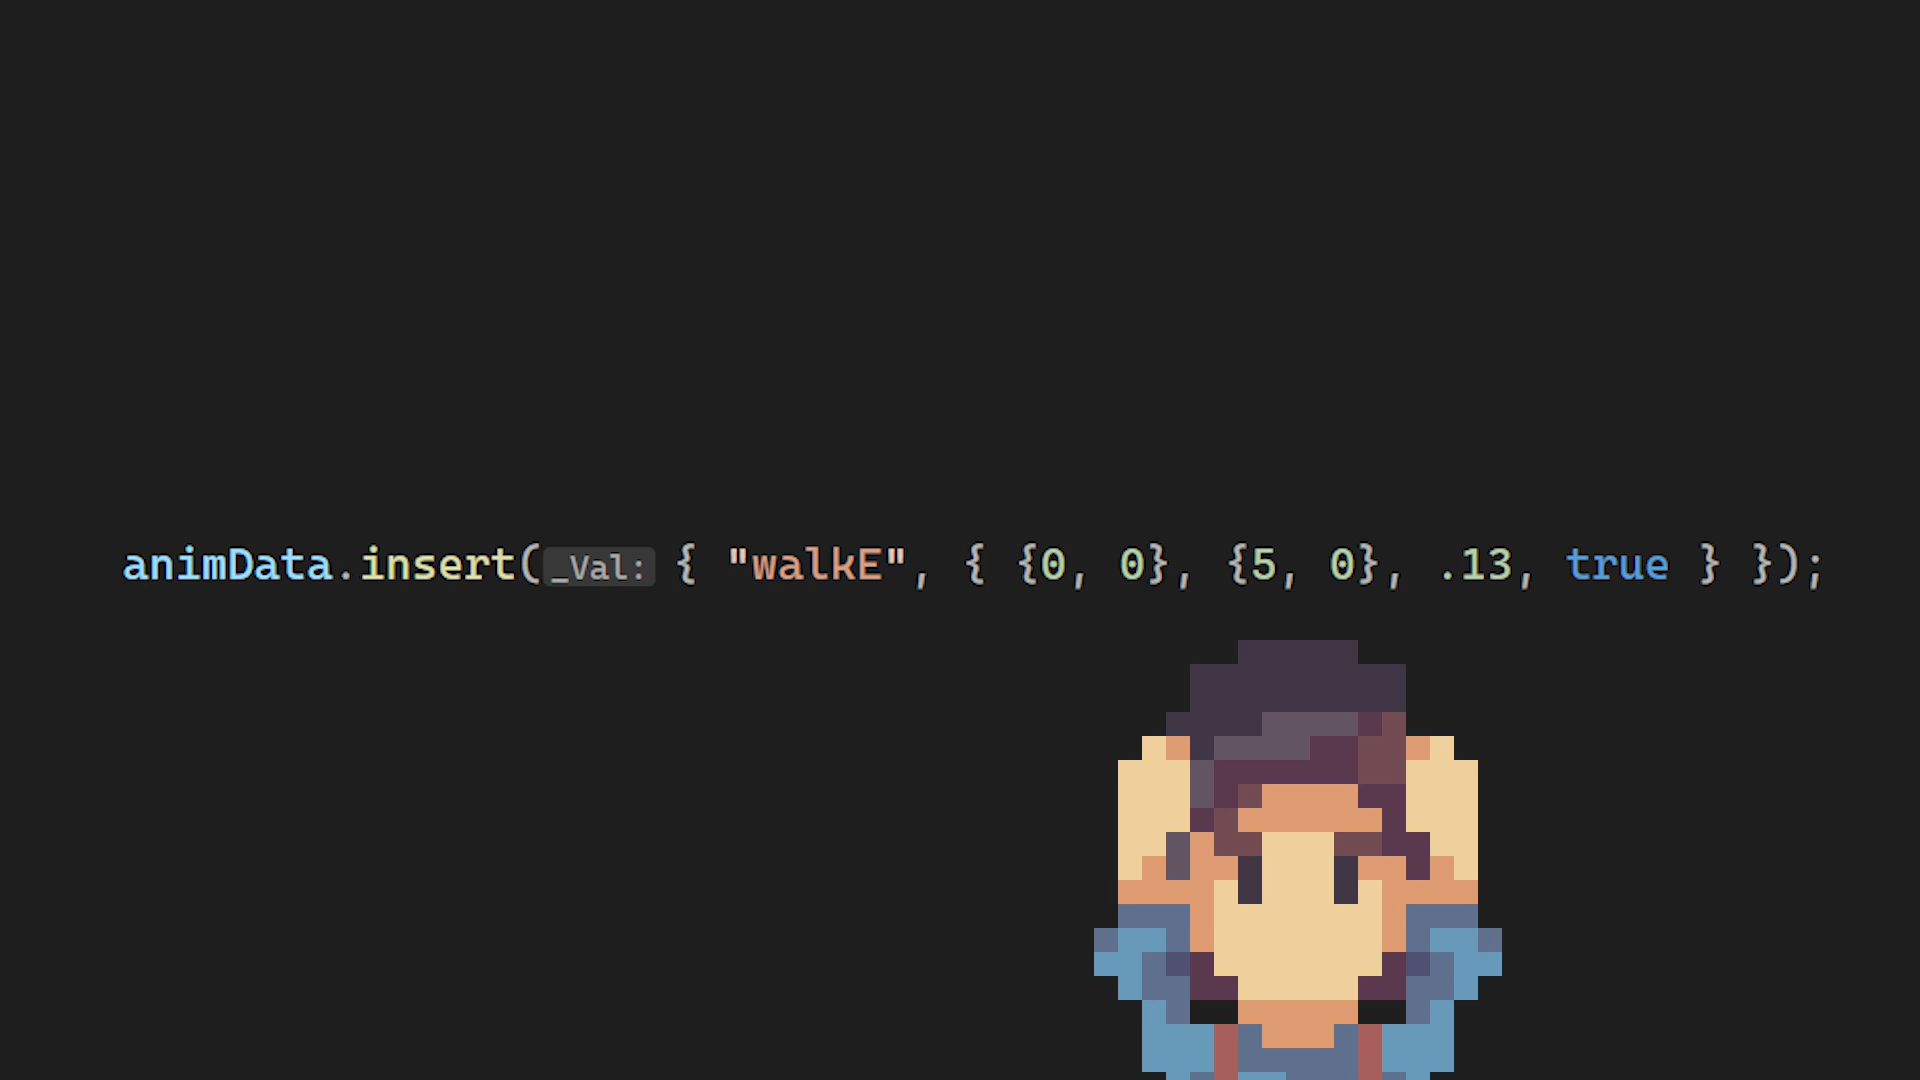 animData.insert(_Val: { "walkE", { {0, 0}, {5, 0}, .13, true } });